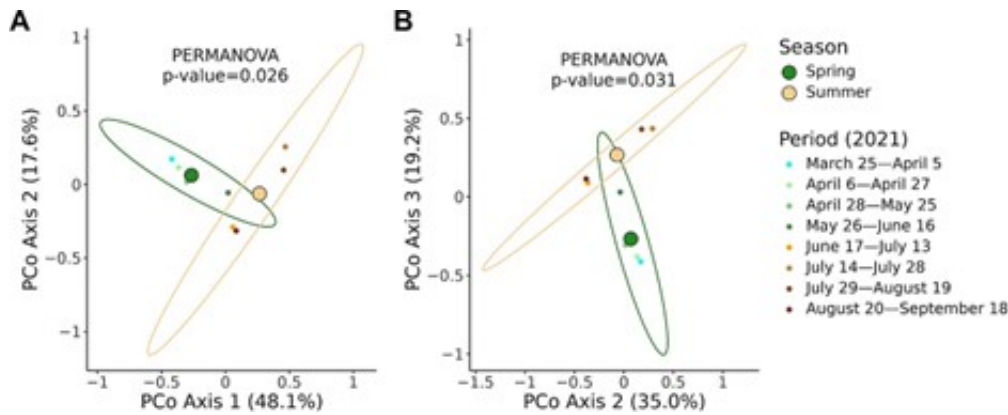 A
B
PERMANOVA
p-value=0.026
PERMANOVA
p-value=0.031
1
0.5
0
−0.5
−1
PCo Axis 2 (17.6%)
−1
−0.5
0
0.5
1
PCo Axis 1 (48.1%)
1
0.5
0
−0.5
−1
PCo Axis 3 (19.2%)
−1.5
−1
−0.5
0
0.5
1
PCo Axis 2 (35.0%)
Season
Spring
Summer
Period (2021)
March 25—April 5
April 6—April 27
April 28—May 25
May 26—June 16
June 17—July 13
July 14—July 28
July 29—August 19
August 20—September 18